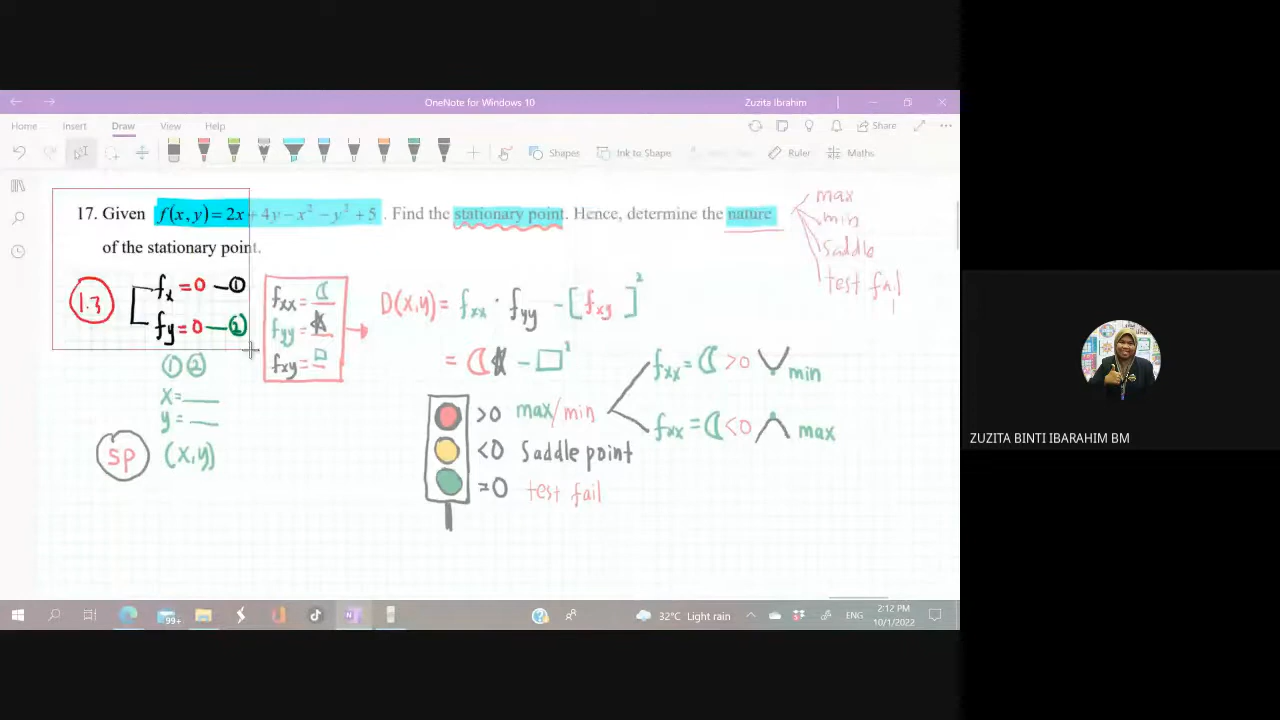 OneNote for Windows 10
Zuzita Ibrahim
Home Insert Draw View Help
Share
Shapes Ink to Shape Ruler Maths
17. Given f(x, y) = 2x + 4y − x² − y³ + 5 . Find the stationary point. Hence, determine the nature
of the stationary point.
max
min
saddle
test fail
1.3
fx = 0 — ①
fy = 0 — ②
① ②
x = __
y = __
SP (x,y)
fxx =
fyy =
fxy = □
D(x,y) = fxx · fyy − [fxy]²
= − □²
>0 max/min
<0 Saddle point
=0 test fail
fxx = >0 min
fxx = <0 max
ZUZITA BINTI IBARAHIM BM
99+
32°C Light rain
ENG
2:12 PM
10/1/2022